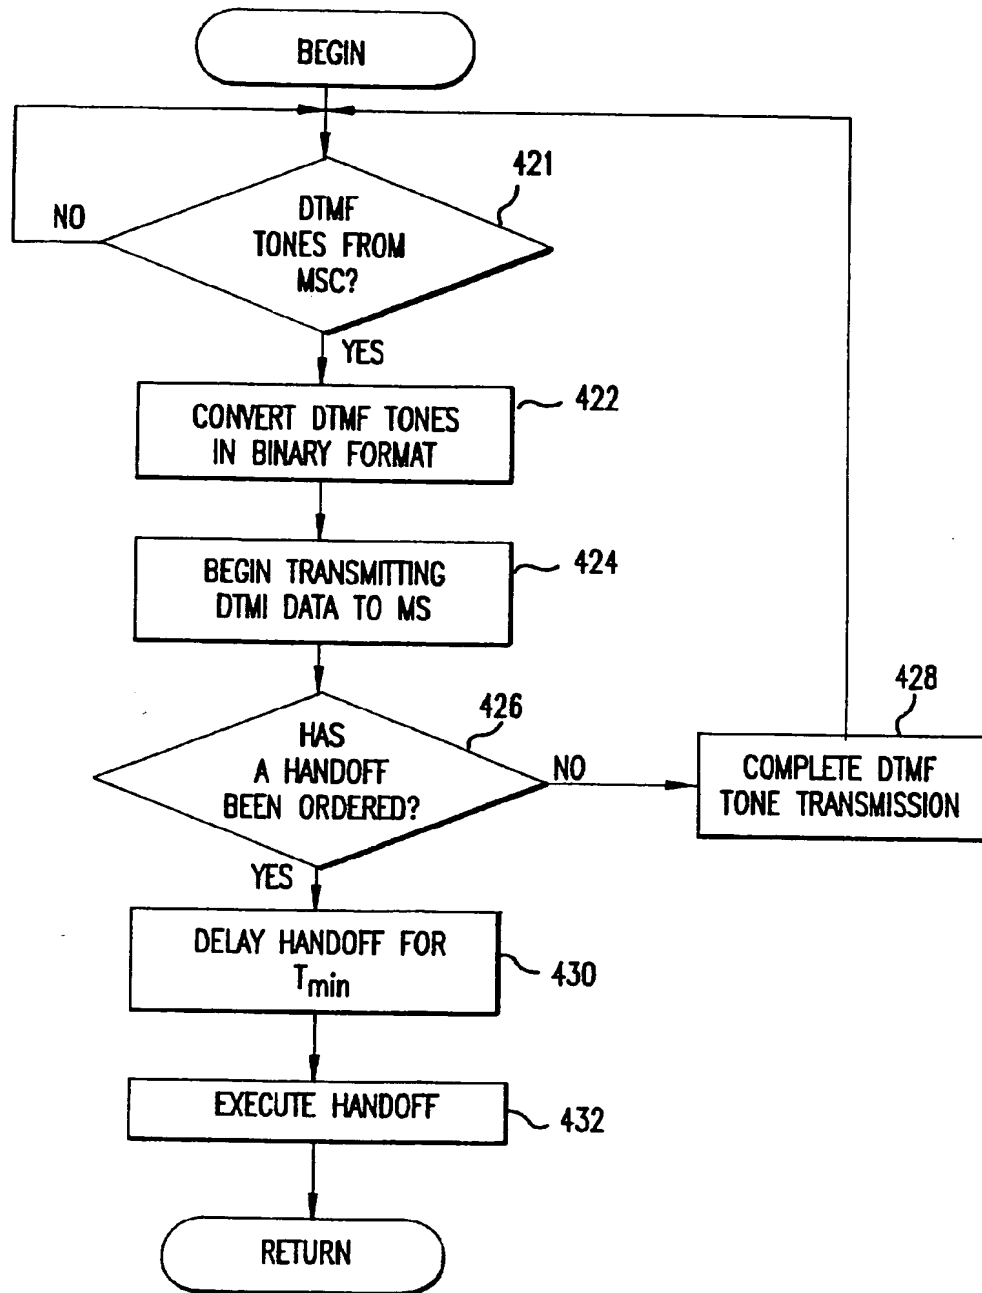 BEGIN
421
DTMF
TONES FROM
MSC?
NO
YES
CONVERT DTMF TONES
IN BINARY FORMAT
422
BEGIN TRANSMITTING
DTMI DATA TO MS
424
HAS
A HANDOFF
BEEN ORDERED?
426
NO
428
COMPLETE DTMF
TONE TRANSMISSION
YES
DELAY HANDOFF FOR
Tmin
430
EXECUTE HANDOFF
432
RETURN